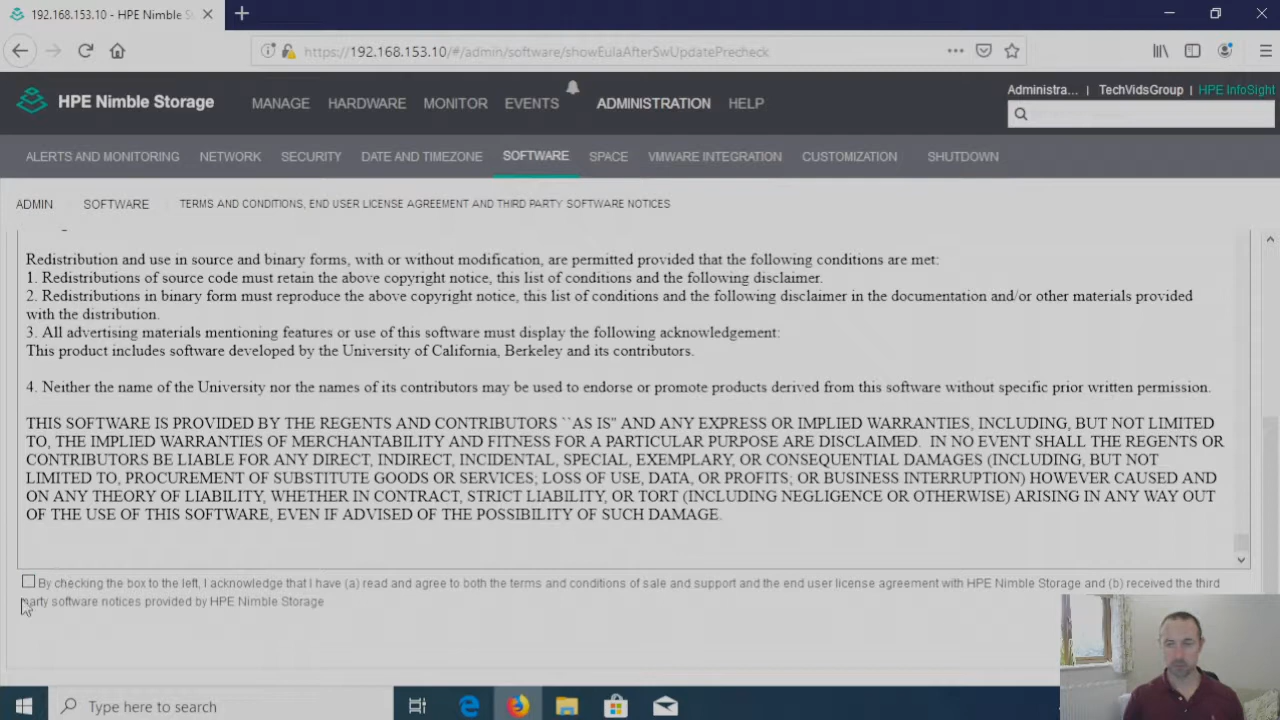 192.168.153.10 - HPE Nimble S
https://192.168.153.10/#/admin/software/showEulaAfterSwUpdatePrecheck
HPE Nimble Storage
MANAGE HARDWARE MONITOR EVENTS ADMINISTRATION HELP
Administra... | TechVidsGroup | HPE InfoSight
ALERTS AND MONITORING NETWORK SECURITY DATE AND TIMEZONE SOFTWARE SPACE VMWARE INTEGRATION CUSTOMIZATION SHUTDOWN
ADMIN SOFTWARE TERMS AND CONDITIONS, END USER LICENSE AGREEMENT AND THIRD PARTY SOFTWARE NOTICES
Redistribution and use in source and binary forms, with or without modification, are permitted provided that the following conditions are met:
1. Redistributions of source code must retain the above copyright notice, this list of conditions and the following disclaimer.
2. Redistributions in binary form must reproduce the above copyright notice, this list of conditions and the following disclaimer in the documentation and/or other materials provided
with the distribution.
3. All advertising materials mentioning features or use of this software must display the following acknowledgement:
This product includes software developed by the University of California, Berkeley and its contributors.
4. Neither the name of the University nor the names of its contributors may be used to endorse or promote products derived from this software without specific prior written permission.
THIS SOFTWARE IS PROVIDED BY THE REGENTS AND CONTRIBUTORS ``AS IS'' AND ANY EXPRESS OR IMPLIED WARRANTIES, INCLUDING, BUT NOT LIMITED
TO, THE IMPLIED WARRANTIES OF MERCHANTABILITY AND FITNESS FOR A PARTICULAR PURPOSE ARE DISCLAIMED. IN NO EVENT SHALL THE REGENTS OR
CONTRIBUTORS BE LIABLE FOR ANY DIRECT, INDIRECT, INCIDENTAL, SPECIAL, EXEMPLARY, OR CONSEQUENTIAL DAMAGES (INCLUDING, BUT NOT
LIMITED TO, PROCUREMENT OF SUBSTITUTE GOODS OR SERVICES; LOSS OF USE, DATA, OR PROFITS; OR BUSINESS INTERRUPTION) HOWEVER CAUSED AND
ON ANY THEORY OF LIABILITY, WHETHER IN CONTRACT, STRICT LIABILITY, OR TORT (INCLUDING NEGLIGENCE OR OTHERWISE) ARISING IN ANY WAY OUT
OF THE USE OF THIS SOFTWARE, EVEN IF ADVISED OF THE POSSIBILITY OF SUCH DAMAGE.
By checking the box to the left, I acknowledge that I have (a) read and agree to both the terms and conditions of sale and support and the end user license agreement with HPE Nimble Storage and (b) received the third
party software notices provided by HPE Nimble Storage
Type here to search